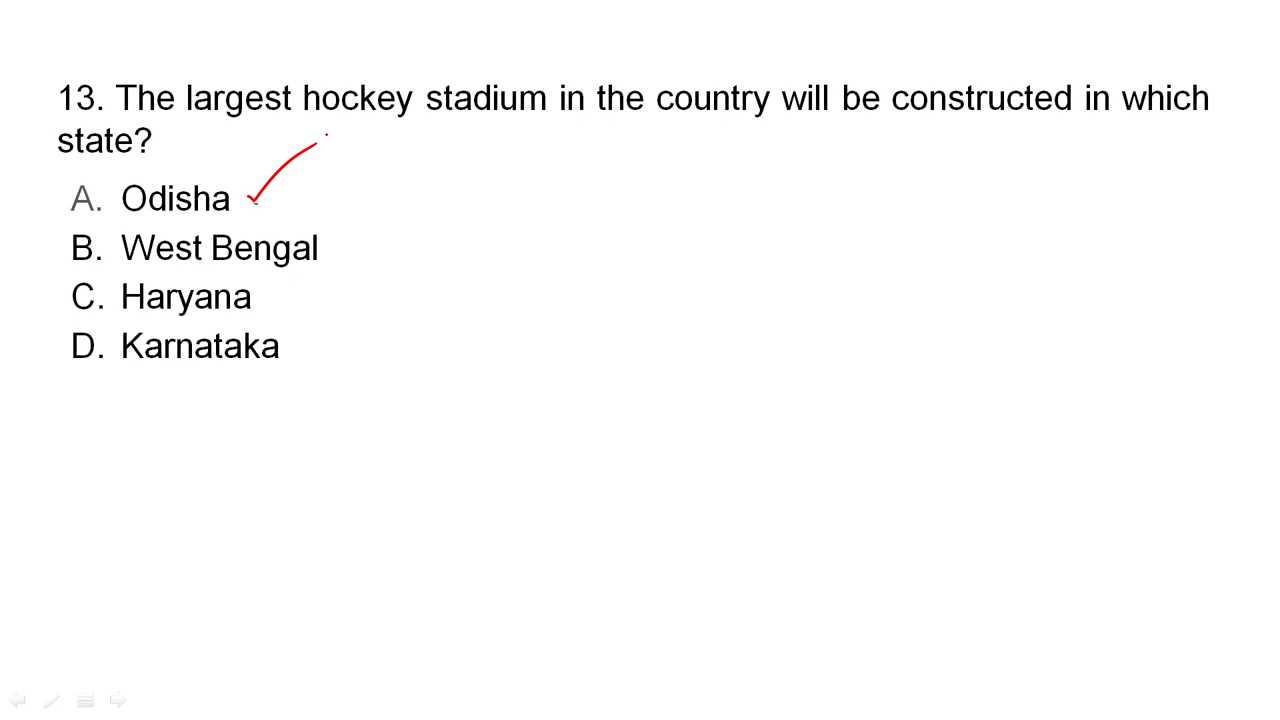 13. The largest hockey stadium in the country will be constructed in which
state?
A. Odisha
B. West Bengal
C. Haryana
D. Karnataka